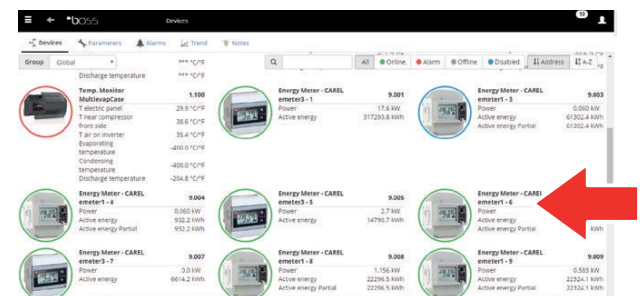 boss
Devices
19
Devices Parameters Alarms Trend Notes
Group Global All Online Alarm Offline Disabled Address A-Z
Discharge temperature *** °C/°F
Temp. Monitor MultievapCase 1.100
T electric panel 29.9 °C/°F
T near compressor front side 38.6 °C/°F
T air on inverter 35.4 °C/°F
Evaporating temperature -400.0 °C/°F
Condensing temperature -400.0 °C/°F
Discharge temperature -204.8 °C/°F
Energy Meter - CAREL emeter3 - 1 9.001
Power 17.6 kW
Active energy 317293.8 kWh
Energy Meter - CAREL emeter1 - 3 9.003
Power 0.060 kW
Active energy 61302.4 kWh
Active energy Partial 61302.4 kWh
Energy Meter - CAREL emeter1 - 4 9.004
Power 0.060 kW
Active energy 932.2 kWh
Active energy Partial 932.2 kWh
Energy Meter - CAREL emeter3 - 5 9.005
Power 2.7 kW
Active energy 14790.7 kWh
Energy Meter - CAREL emeter1 - 6
Power
Active energy
Active energy Partial kWh
Energy Meter - CAREL emeter3 - 7 9.007
Power 0.0 kW
Active energy 6614.2 kWh
Energy Meter - CAREL emeter1 - 8 9.008
Power 1.156 kW
Active energy 22296.5 kWh
Active energy Partial 22296.5 kWh
Energy Meter - CAREL emeter1 - 9 9.009
Power 0.583 kW
Active energy 22324.1 kWh
Active energy Partial 22324.1 kWh